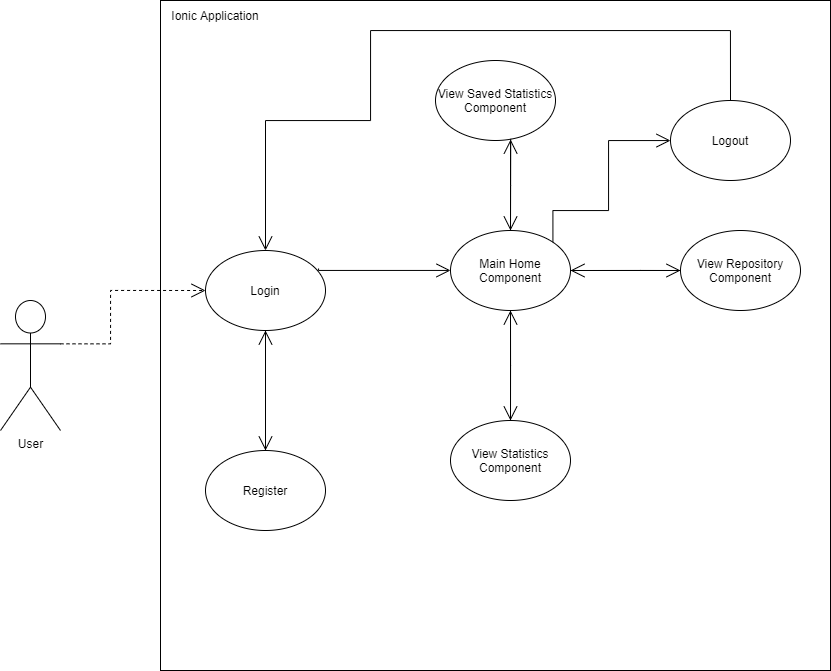 Ionic Application
View Saved Statistics
Component
Logout
Main Home
Component
View Repository
Component
Login
User
View Statistics
Component
Register